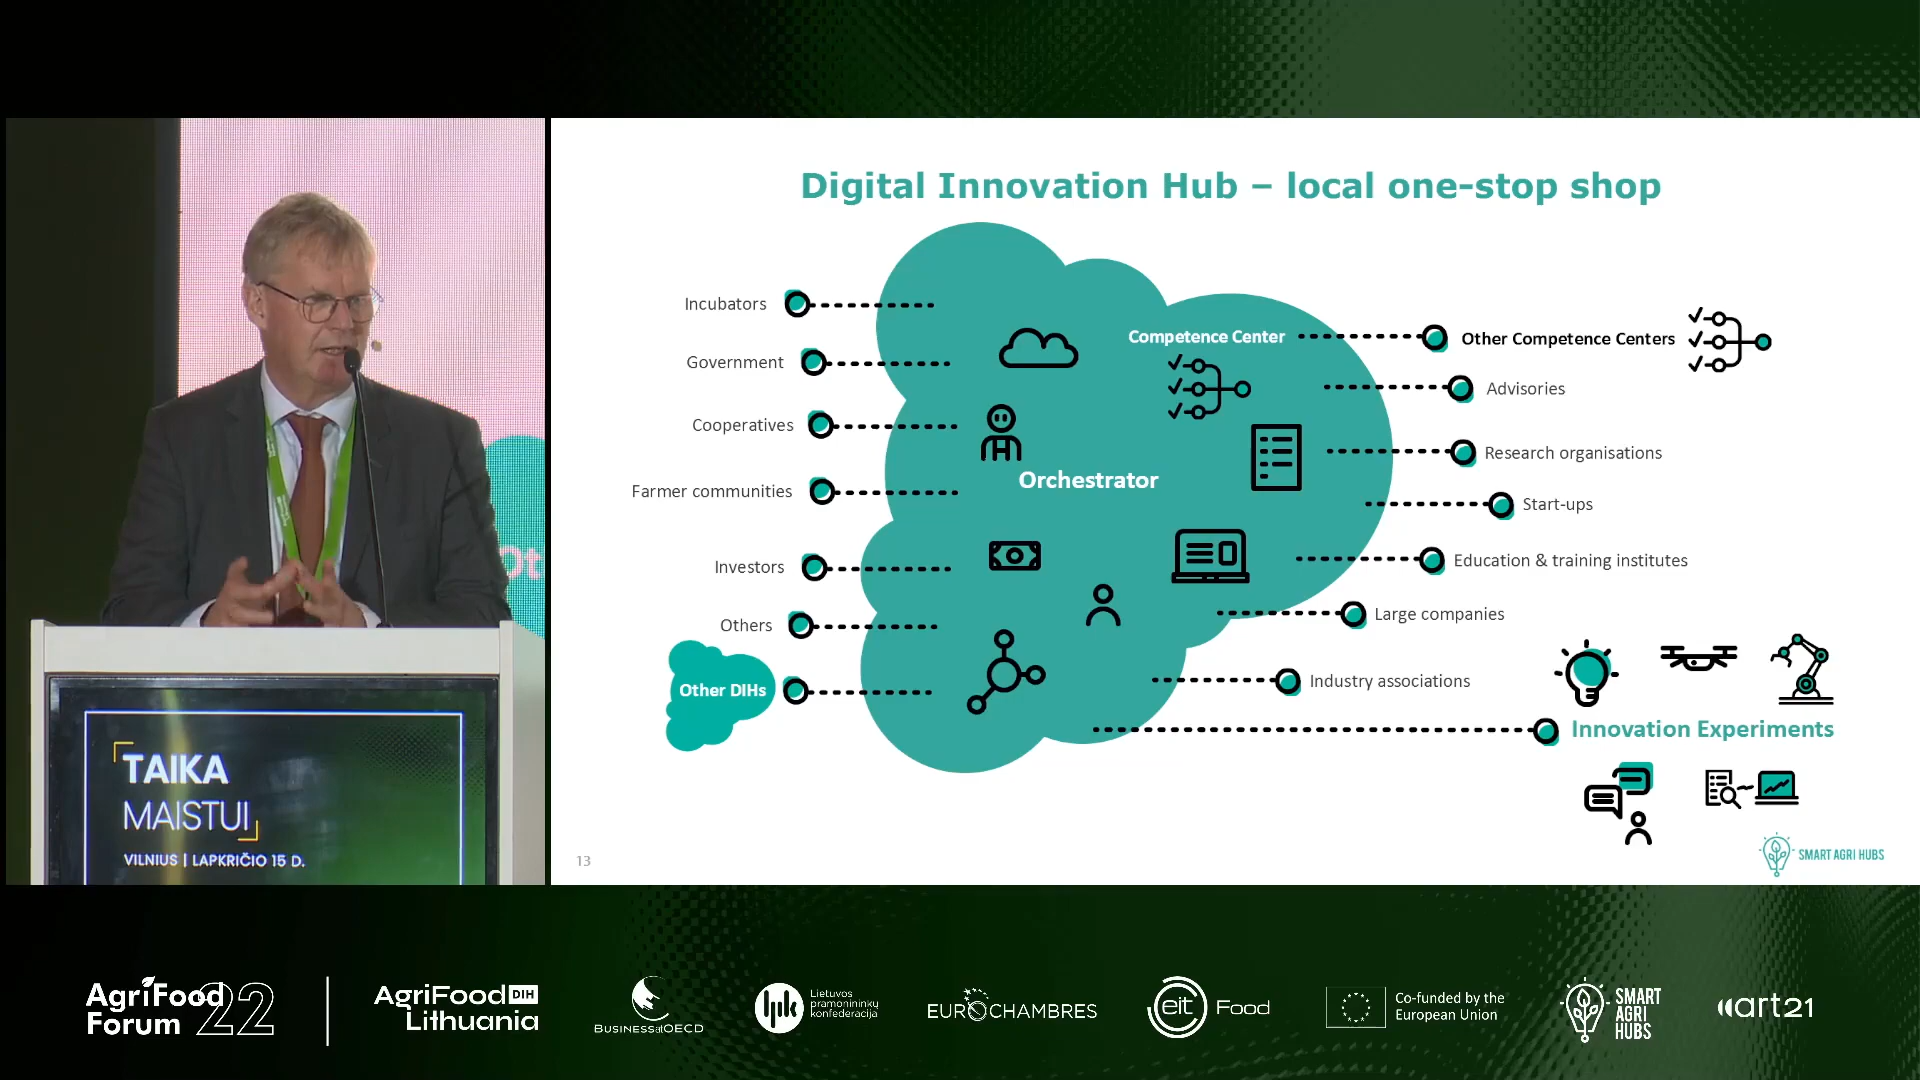 Digital Innovation Hub – local one-stop shop
Incubators
Government
Cooperatives
Farmer communities
Investors
Others
Other DIHs
Competence Center
Orchestrator
Other Competence Centers
Advisories
Research organisations
Start-ups
Education & training institutes
Large companies
Industry associations
Innovation Experiments
13
SMART AGRI HUBS
Ot
TAIKA
MAISTUI
VILNIUS | LAPKRIČIO 15 D.
AgriFood
Forum 22
AgriFood DIH
Lithuania
BUSINESSatOECD
lpk
Lietuvos
pramonininkų
konfederacija
EUROCHAMBRES
eit Food
Co-funded by the
European Union
SMART
AGRI
HUBS
art21